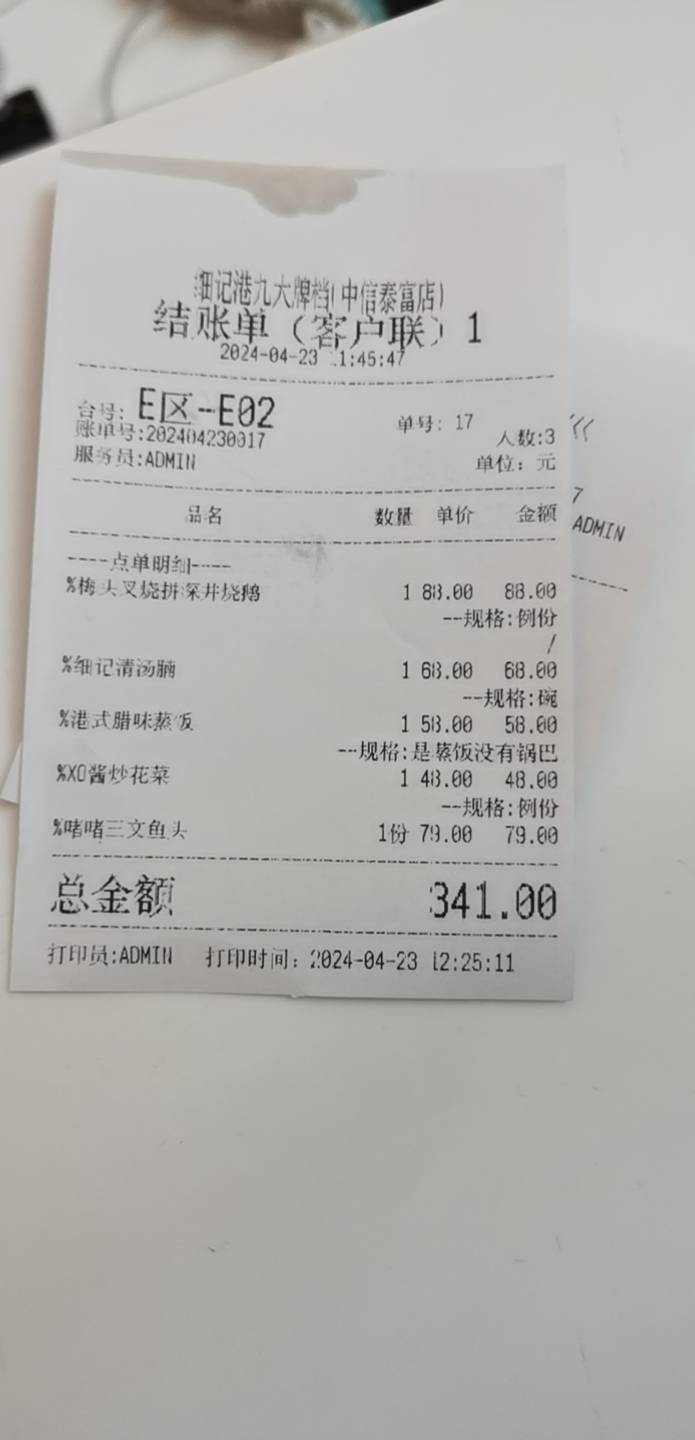 细记港九大牌档(中信泰富店)
结账单（客户联）1
2024-04-23 11:45:47
台号: E区-E02 单号: 17
账单号:202404230017 人数:3
服务员:ADMIN 单位: 元
品名 数量 单价 金额
-----点单明细-----
%梅头叉烧拼深井烧鹅 1 88.00 88.00
--规格:例份
/
%细记清汤腩 1 68.00 68.00
--规格:碗
%港式腊味蒸饭 1 58.00 58.00
--规格:是蒸饭没有锅巴
%XO酱炒花菜 1 48.00 48.00
--规格:例份
%啫啫三文鱼头 1份 79.00 79.00
总金额 341.00
打印员:ADMIN 打印时间: 2024-04-23 12:25:11
<<
7
ADMIN